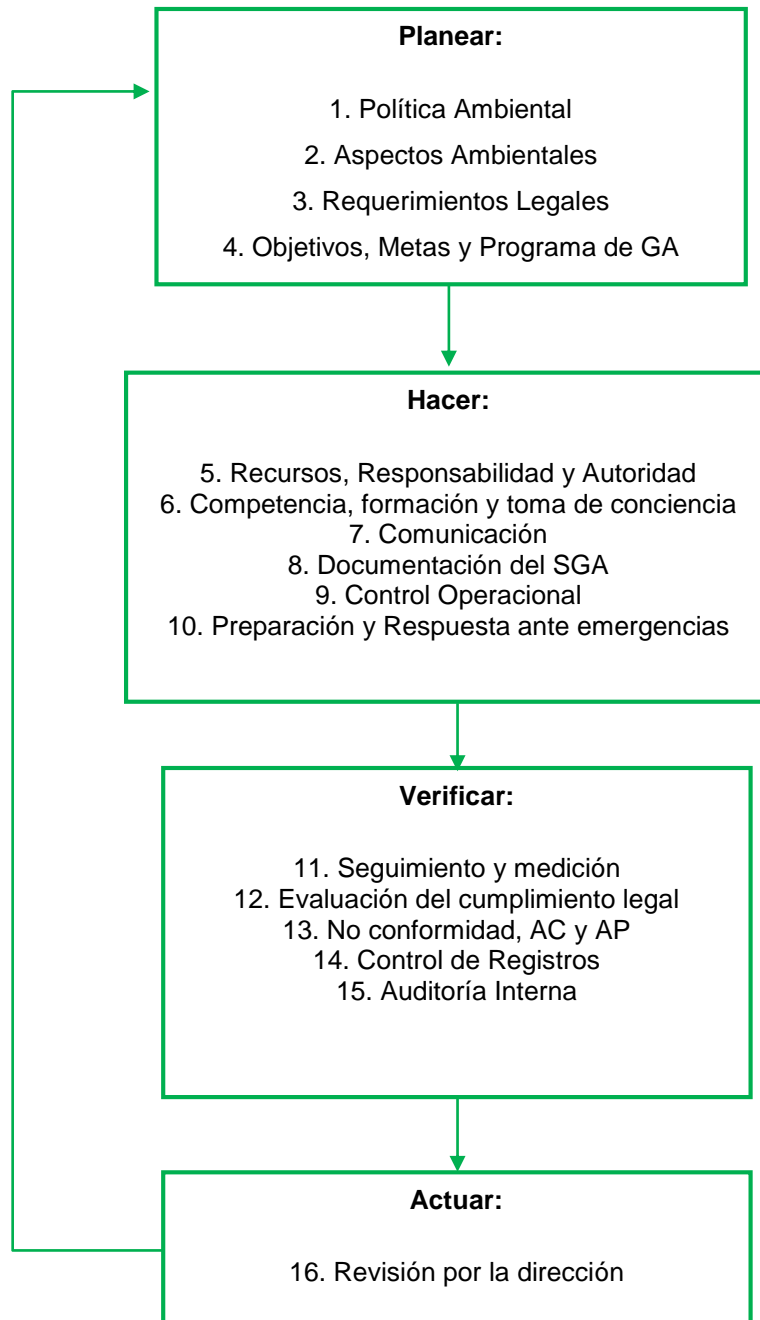 Planear:
1. Política Ambiental
2. Aspectos Ambientales
3. Requerimientos Legales
4. Objetivos, Metas y Programa de GA
Hacer:
5. Recursos, Responsabilidad y Autoridad
6. Competencia, formación y toma de conciencia
7. Comunicación
8. Documentación del SGA
9. Control Operacional
10. Preparación y Respuesta ante emergencias
Verificar:
11. Seguimiento y medición
12. Evaluación del cumplimiento legal
13. No conformidad, AC y AP
14. Control de Registros
15. Auditoría Interna
Actuar:
16. Revisión por la dirección